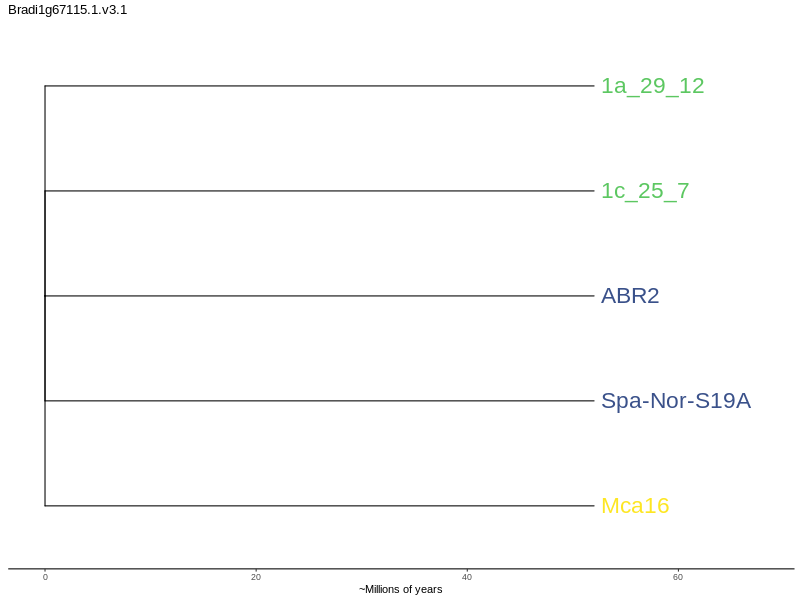 Bradi1g67115.1.v3.1
1a_29_12
1c_25_7
ABR2
Spa-Nor-S19A
Mca16
0 20 40 60
~Millions of years